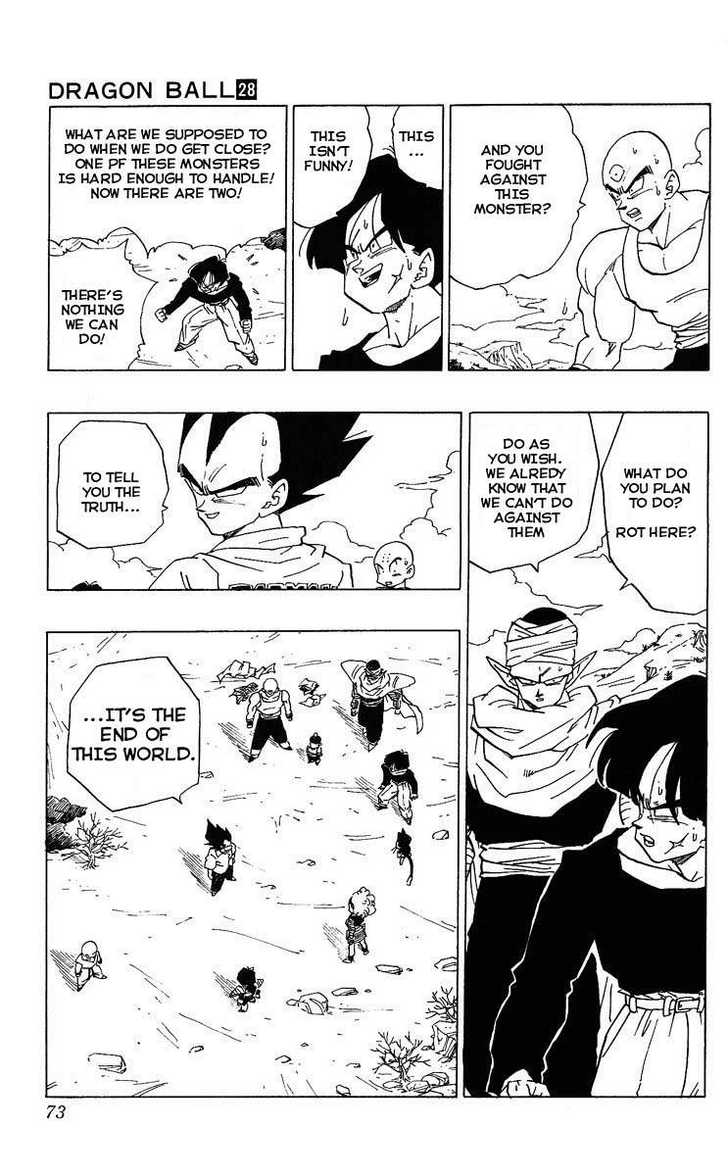 DRAGON BALL 28
AND YOU
FOUGHT
AGAINST
THIS
MONSTER?
THIS
...
THIS
ISN'T
FUNNY!
WHAT ARE WE SUPPOSED TO
DO WHEN WE DO GET CLOSE?
ONE PF THESE MONSTERS
IS HARD ENOUGH TO HANDLE!
NOW THERE ARE TWO!
THERE'S
NOTHING
WE CAN
DO!
WHAT DO
YOU PLAN
TO DO?
ROT HERE?
DO AS
YOU WISH.
WE ALREDY
KNOW THAT
WE CAN'T DO
AGAINST
THEM
TO TELL
YOU THE
TRUTH...
...IT'S THE
END OF
THIS WORLD.
73